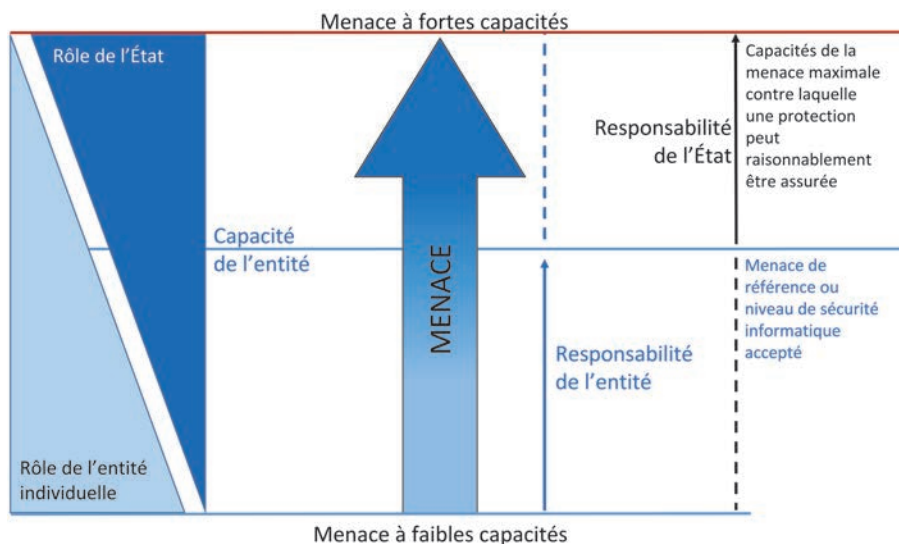 Menace à fortes capacités
Rôle de l’État
Capacités de la
menace maximale
contre laquelle
une protection
peut
raisonnablement
être assurée
Responsabilité
de l’État
Capacité
de l’entité
MENACE
Menace de
référence ou
niveau de sécurité
informatique
accepté
Responsabilité
de l’entité
Rôle de l’entité
individuelle
Menace à faibles capacités